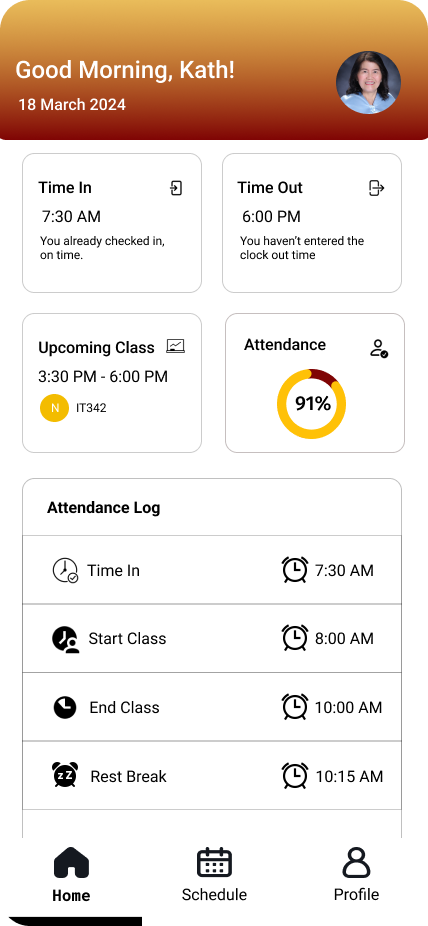 Good Morning, Kath!
18 March 2024
Time In
7:30 AM
You already checked in,
on time.
Time Out
6:00 PM
You haven't entered the
clock out time
Upcoming Class
3:30 PM - 6:00 PM
N IT342
Attendance
91%
Attendance Log
Time In 7:30 AM
Start Class 8:00 AM
End Class 10:00 AM
zZ Rest Break 10:15 AM
Home Schedule Profile